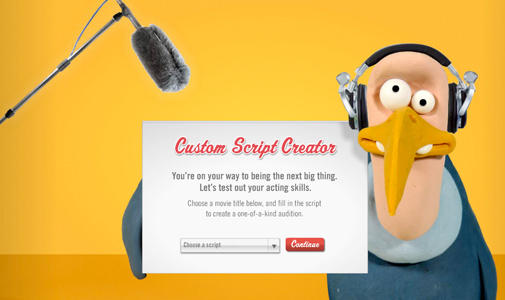 Custom Script Creator
You're on your way to being the next big thing.
Let's test out your acting skills.
Choose a movie title below, and fill in the script
to create a one-of-a-kind audition.
Choose a script
Continue